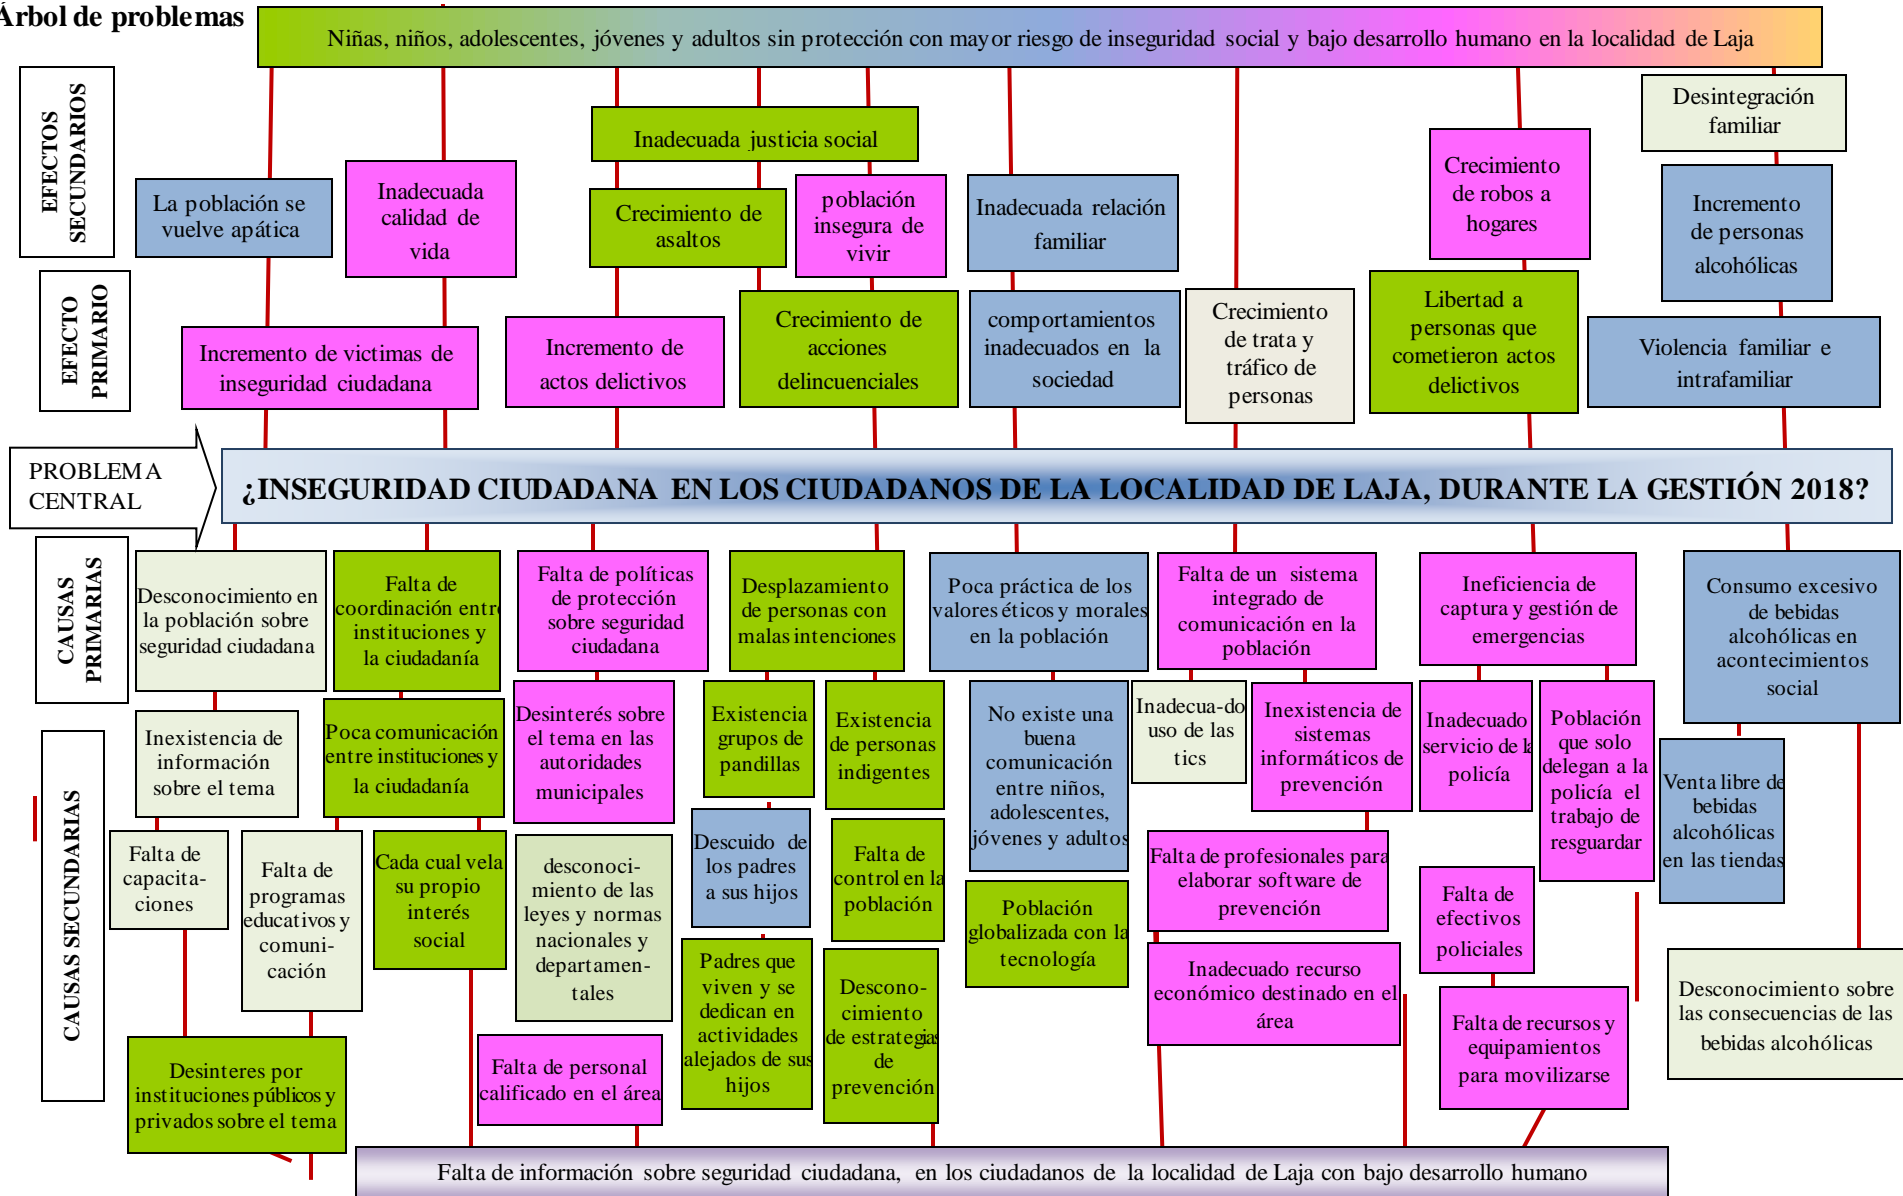 Árbol de problemas
Niñas, niños, adolescentes, jóvenes y adultos sin protección con mayor riesgo de inseguridad social y bajo desarrollo humano en la localidad de Laja
EFECTOS
SECUNDARIOS
La población se
vuelve apática
Inadecuada
calidad de
vida
Inadecuada justicia social
Crecimiento de
asaltos
población
insegura de
vivir
Inadecuada relación
familiar
Crecimiento
de robos a
hogares
Desintegración
familiar
Incremento
de personas
alcohólicas
EFECTO
PRIMARIO
Incremento de victimas de
inseguridad ciudadana
Incremento de
actos delictivos
Crecimiento de
acciones
delincuenciales
comportamientos
inadecuados en la
sociedad
Crecimiento
de trata y
tráfico de
personas
Libertad a
personas que
cometieron actos
delictivos
Violencia familiar e
intrafamiliar
PROBLEMA
CENTRAL
¿INSEGURIDAD CIUDADANA EN LOS CIUDADANOS DE LA LOCALIDAD DE LAJA, DURANTE LA GESTIÓN 2018?
CAUSAS
PRIMARIAS
Desconocimiento en
la población sobre
seguridad ciudadana
Falta de
coordinación entre
instituciones y
la ciudadanía
Falta de políticas
de protección
sobre seguridad
ciudadana
Desplazamiento
de personas con
malas intenciones
Poca práctica de los
valores éticos y morales
en la población
Falta de un sistema
integrado de
comunicación en la
población
Ineficiencia de
captura y gestión de
emergencias
Consumo excesivo
de bebidas
alcohólicas en
acontecimientos
social
CAUSAS SECUNDARIAS
Inexistencia de
información
sobre el tema
Poca comunicación
entre instituciones y
la ciudadanía
Desinterés sobre
el tema en las
autoridades
municipales
Existencia
grupos de
pandillas
Existencia
de personas
indigentes
No existe una
buena
comunicación
entre niños,
adolescentes,
jóvenes y adultos
Inadecua-do
uso de las
tics
Inexistencia de
sistemas
informáticos de
prevención
Inadecuado
servicio de la
policía
Población
que solo
delegan a la
policía el
trabajo de
resguardar
Venta libre de
bebidas
alcohólicas
en las tiendas
Falta de
capacita-
ciones
Falta de
programas
educativos y
comuni-
cación
Cada cual vela
su propio
interés
social
desconoci-
miento de las
leyes y normas
nacionales y
departamen-
tales
Descuido de
los padres
a sus hijos
Falta de
control en la
población
Población
globalizada con la
tecnología
Falta de profesionales para
elaborar software de
prevención
Falta de
efectivos
policiales
Desinteres por
instituciones públicos y
privados sobre el tema
Falta de personal
calificado en el área
Padres que
viven y se
dedican en
actividades
alejados de sus
hijos
Descono-
cimiento
de estrategias
de
prevención
Inadecuado recurso
económico destinado en el
área
Falta de recursos y
equipamientos
para movilizarse
Desconocimiento sobre
las consecuencias de las
bebidas alcohólicas
Falta de información sobre seguridad ciudadana, en los ciudadanos de la localidad de Laja con bajo desarrollo humano